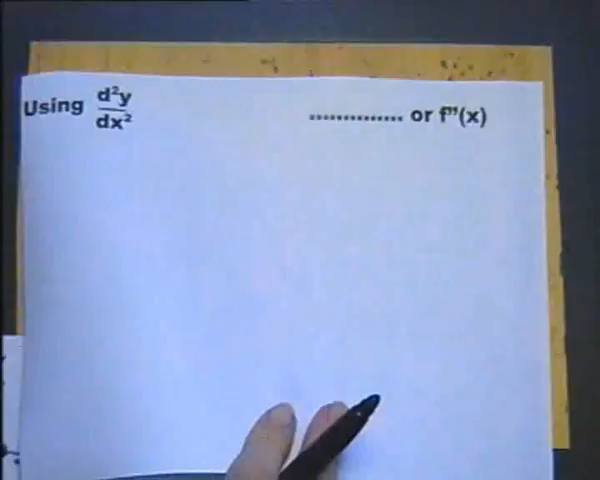 Using d²y/dx² .............. or f”(x)